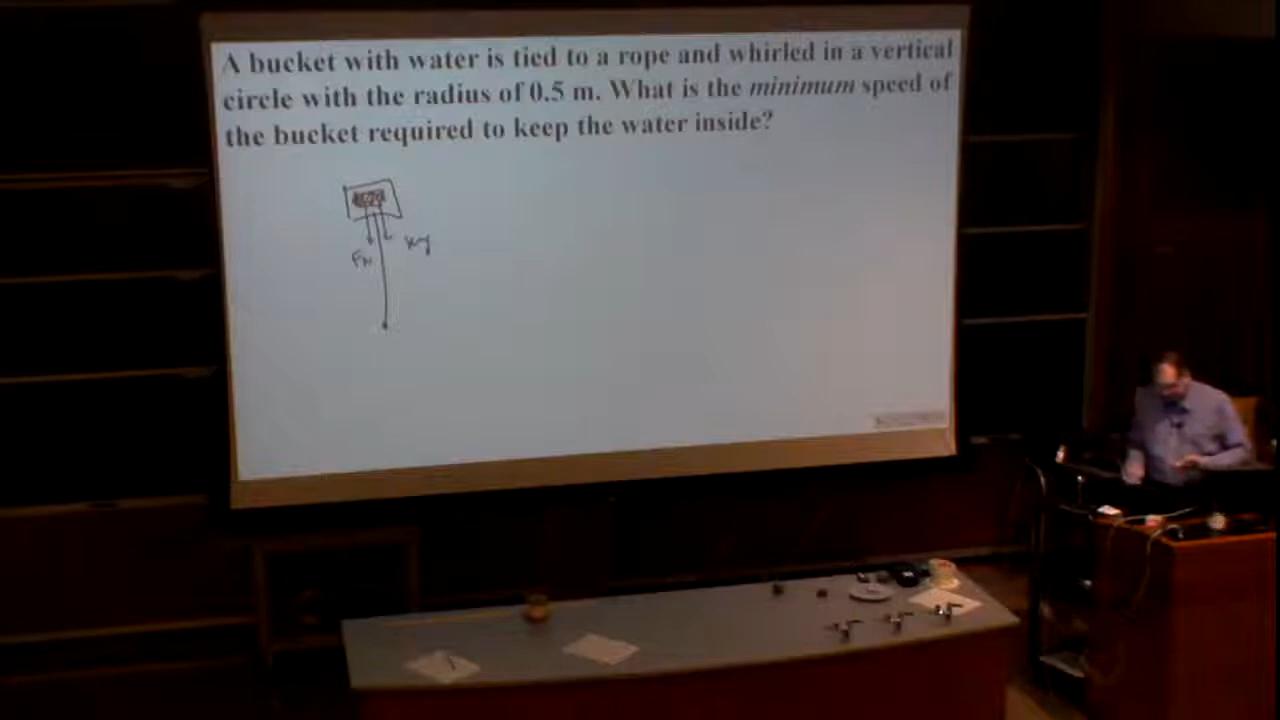 A bucket with water is tied to a rope and whirled in a vertical
circle with the radius of 0.5 m. What is the minimum speed of
the bucket required to keep the water inside?
FN